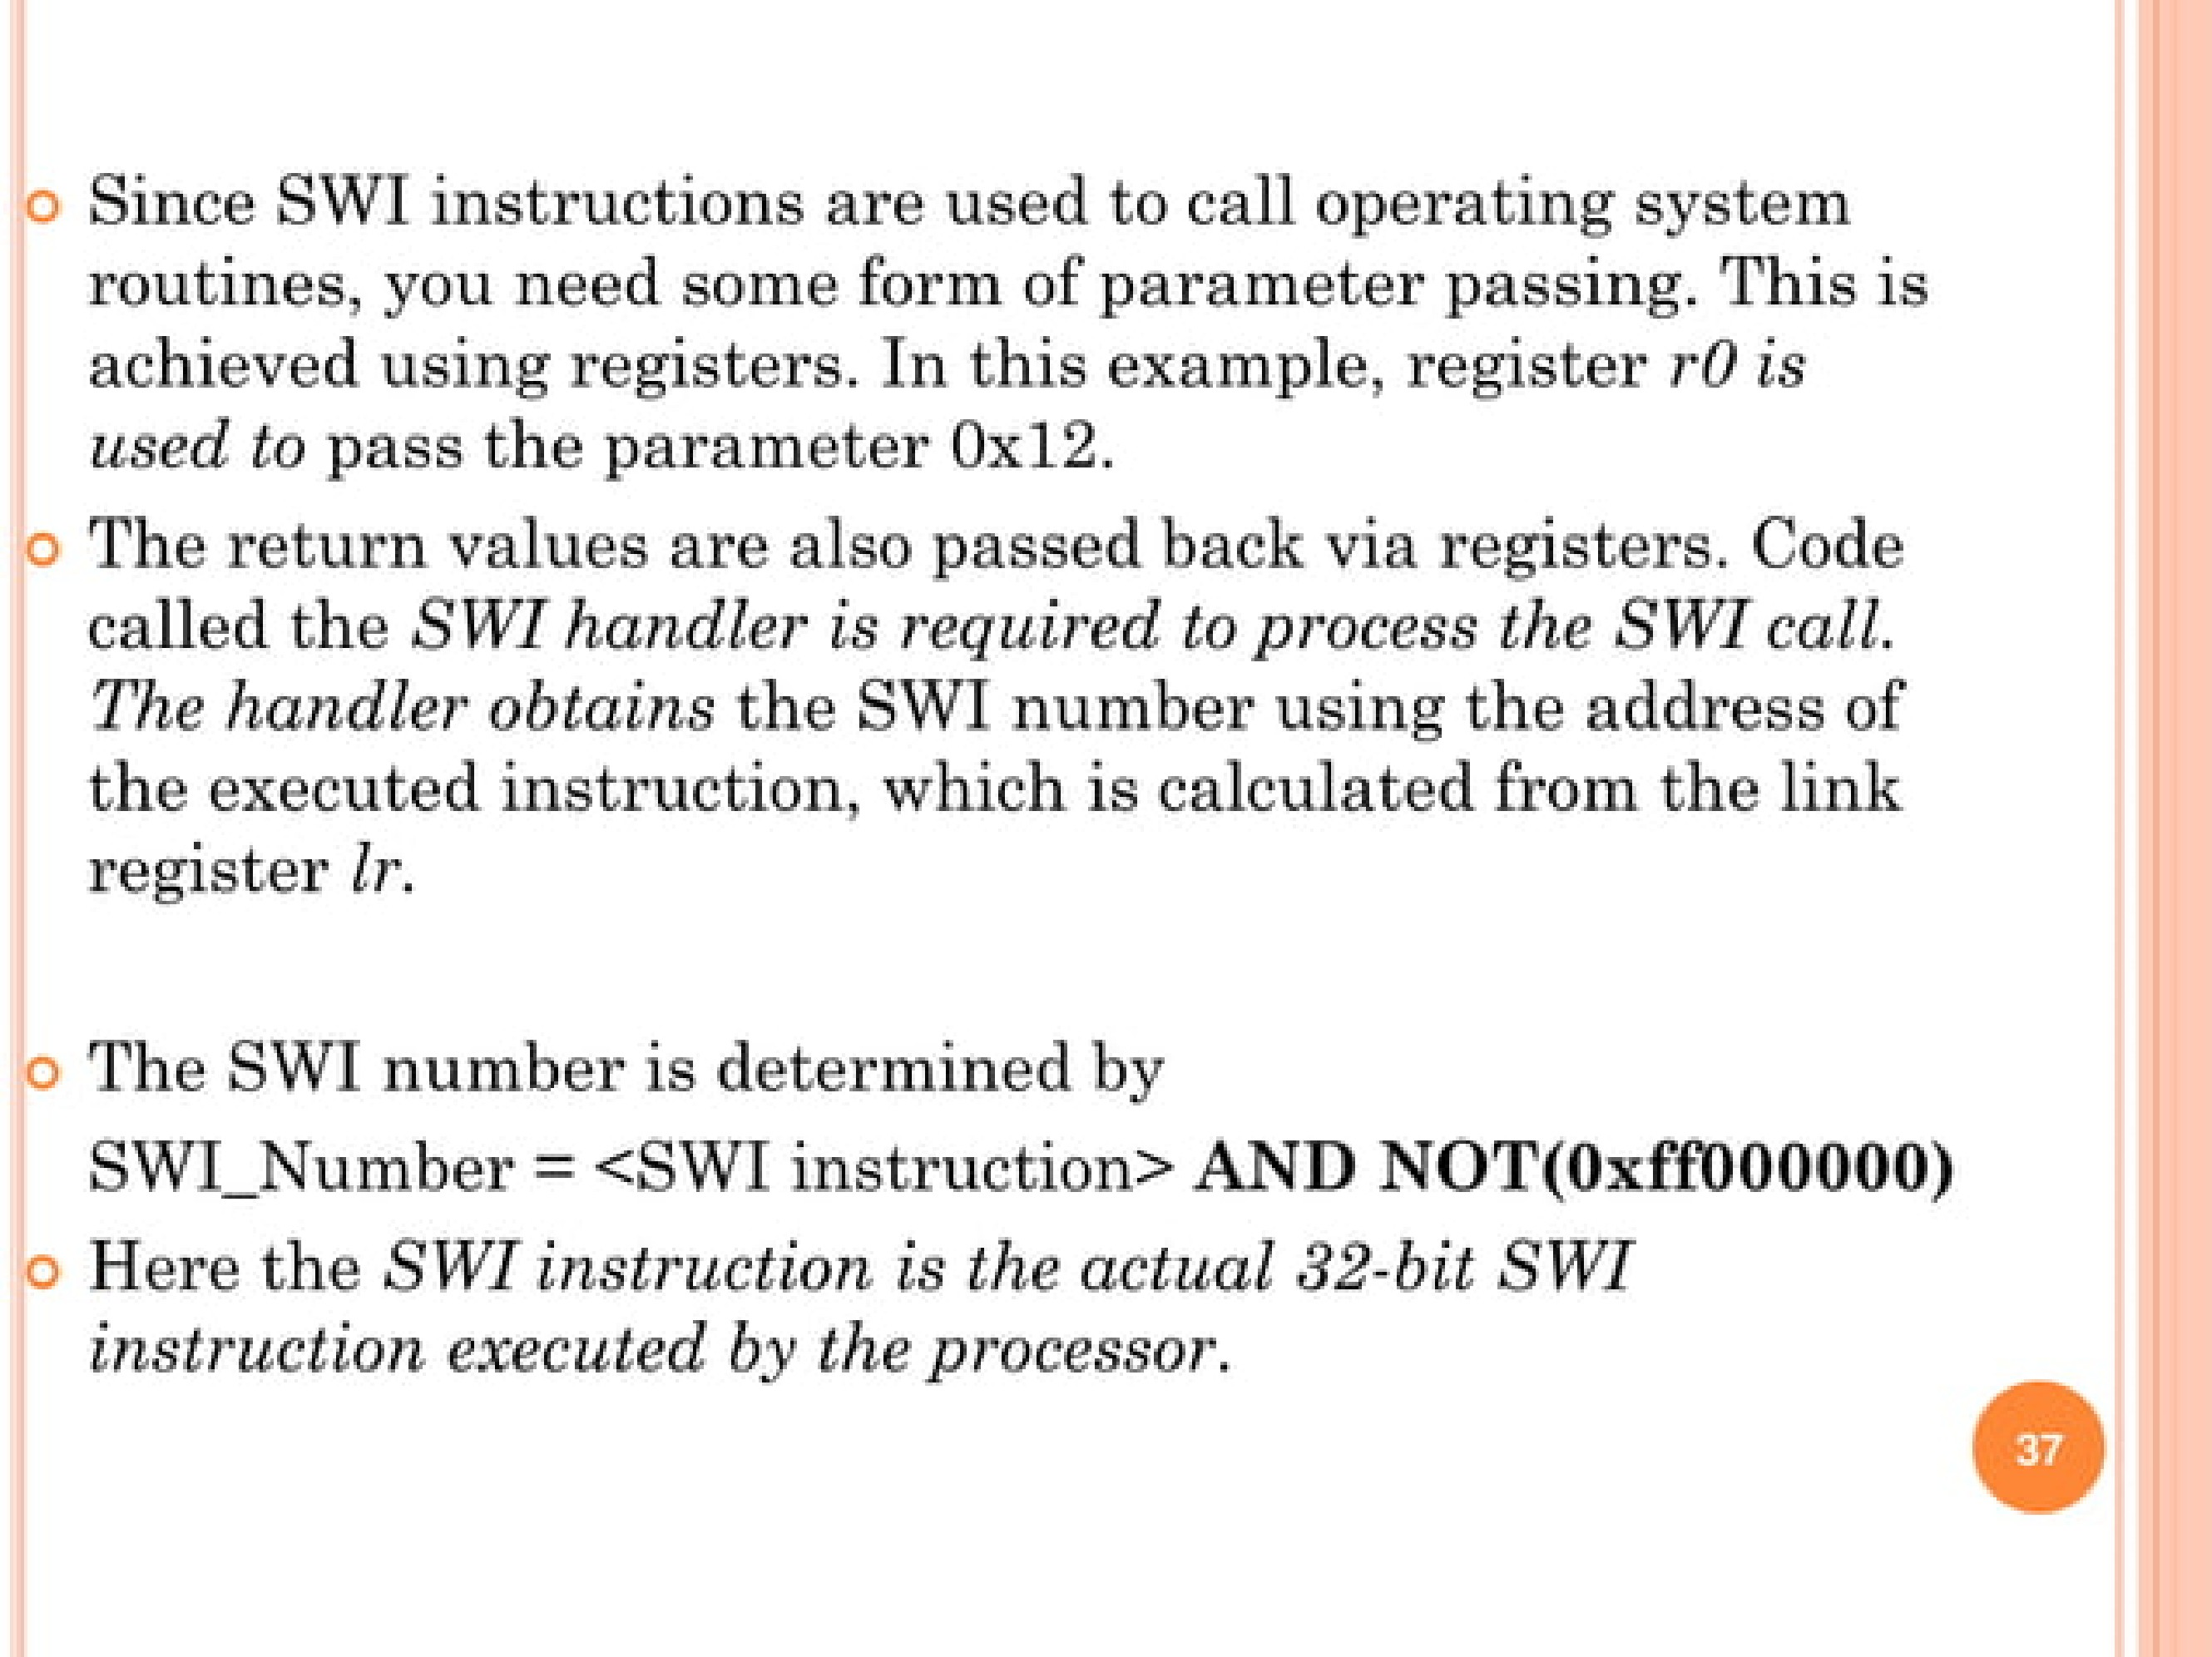 Since SWI instructions are used to call operating system
routines, you need some form of parameter passing. This is
achieved using registers. In this example, register r0 is
used to pass the parameter 0x12.
The return values are also passed back via registers. Code
called the SWI handler is required to process the SWI call.
The handler obtains the SWI number using the address of
the executed instruction, which is calculated from the link
register lr.
The SWI number is determined by
SWI_Number = <SWI instruction> AND NOT(0xff000000)
Here the SWI instruction is the actual 32-bit SWI
instruction executed by the processor.
37